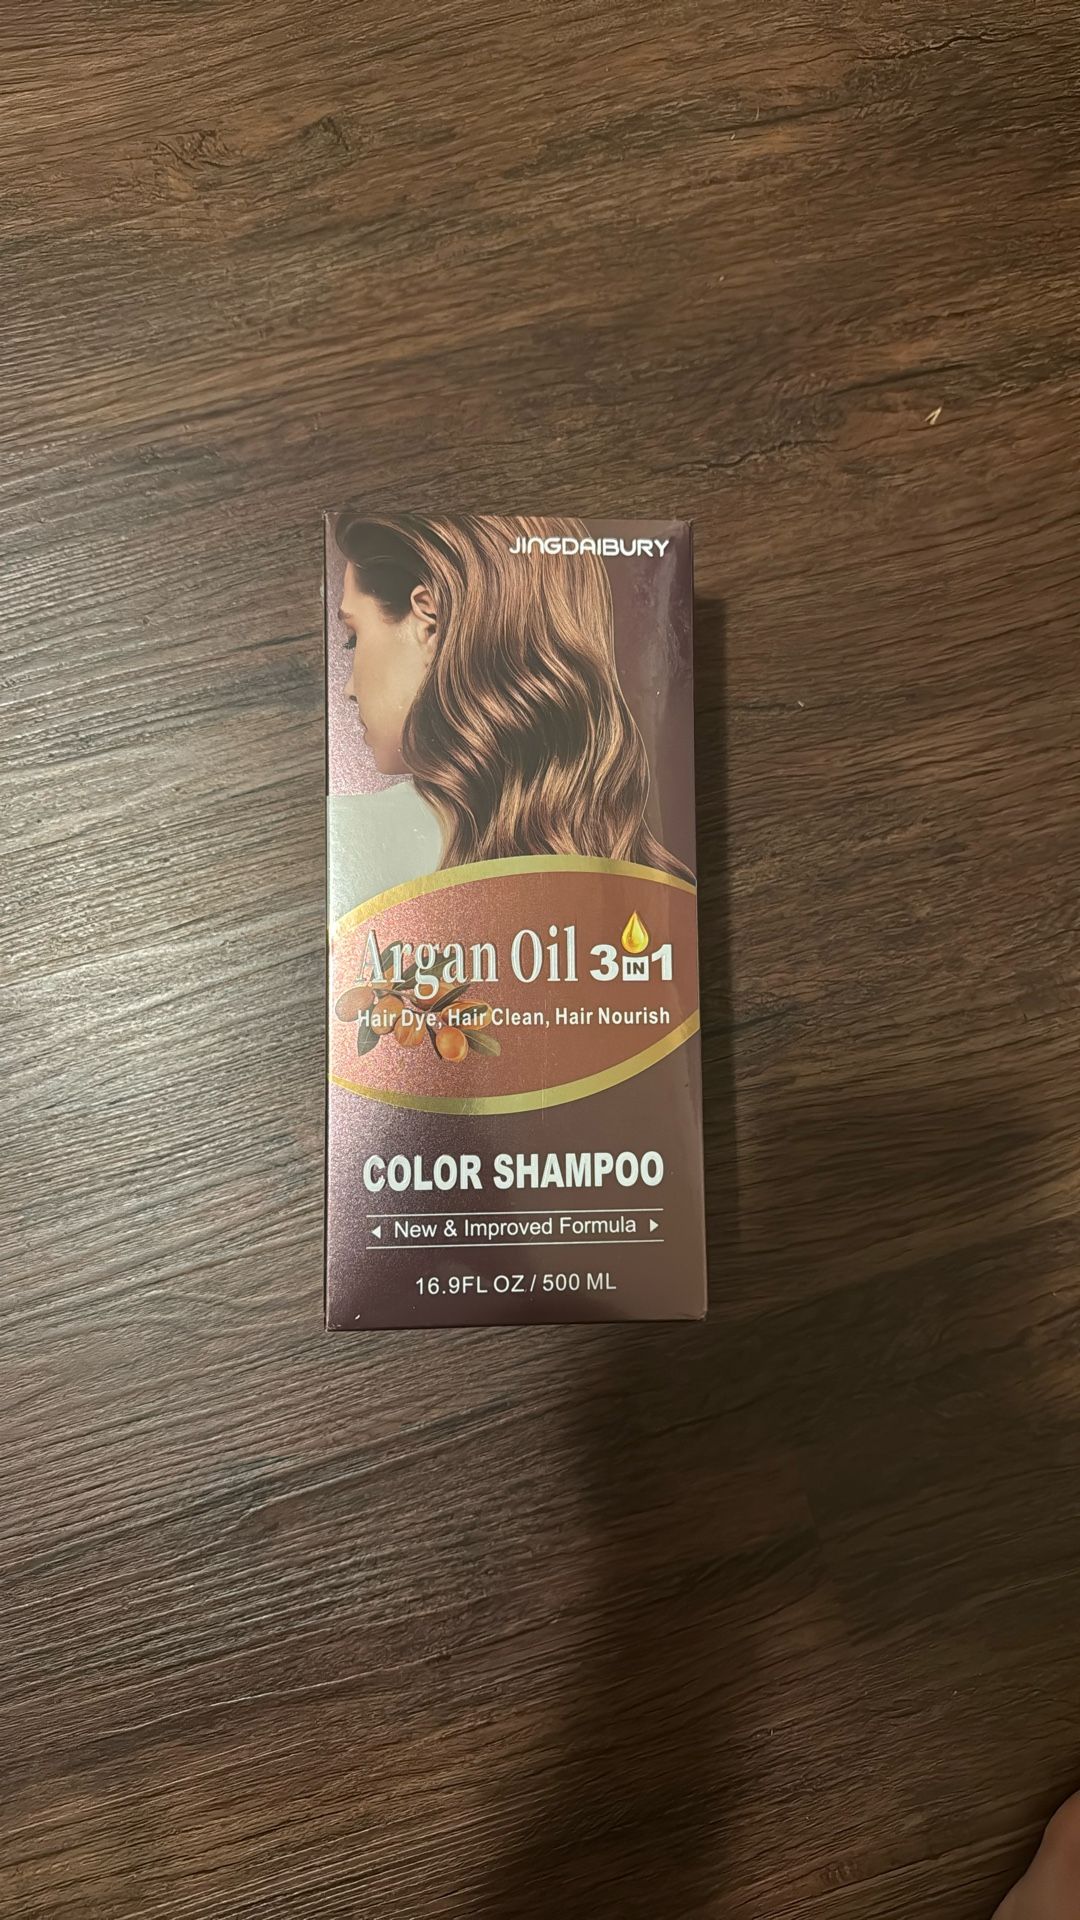 JINGDAIBURY
Argan Oil 3 IN 1
Hair Dye, Hair Clean, Hair Nourish
COLOR SHAMPOO
New & Improved Formula
16.9FL OZ / 500 ML